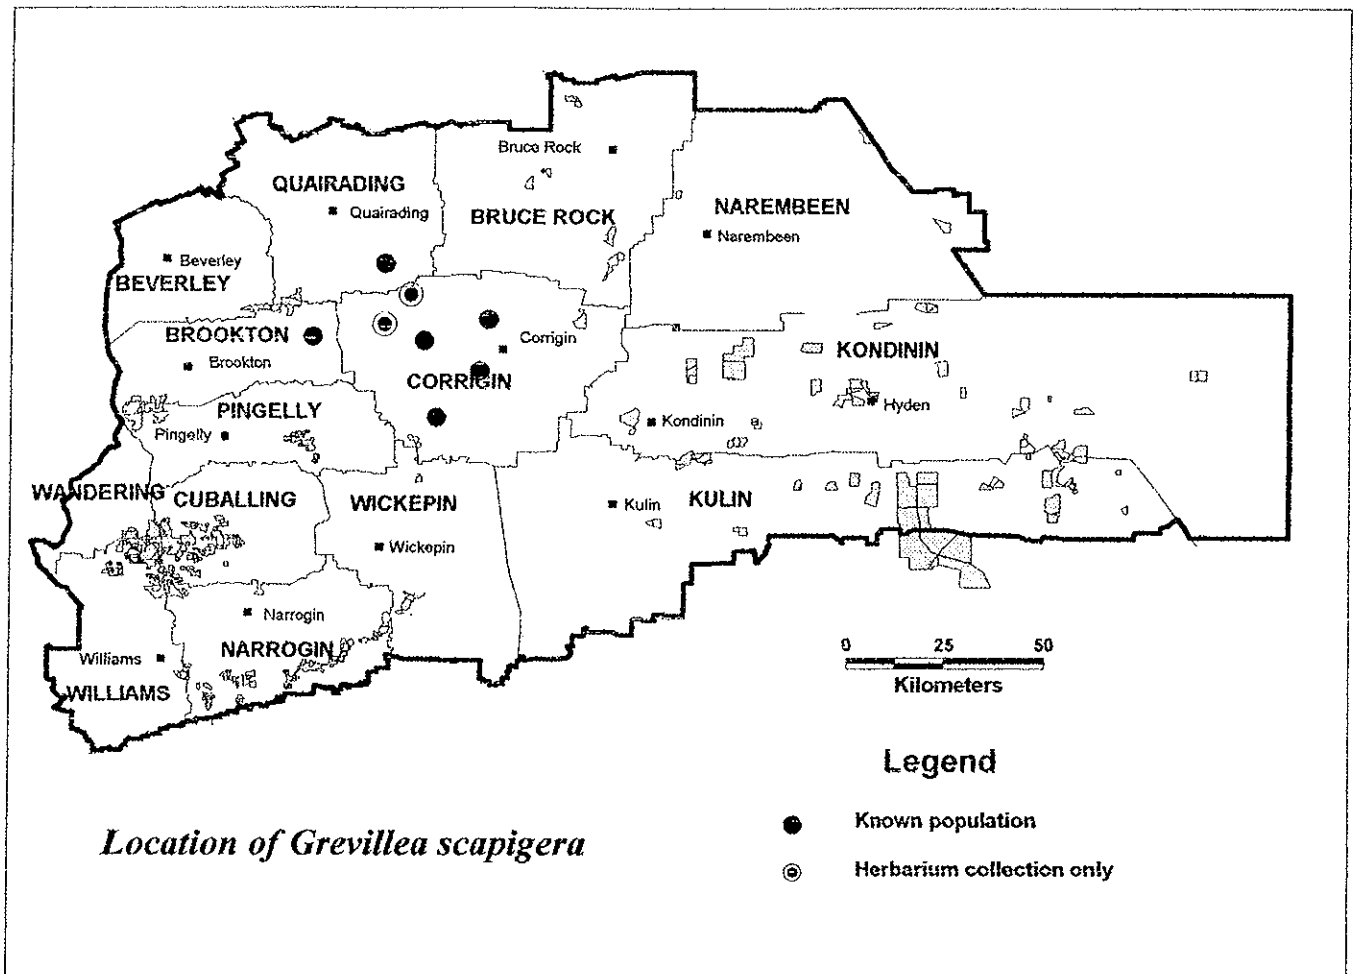 Bruce Rock
QUAIRADING
Quairading
BRUCE ROCK
NAREMBEEN
Narembeen
Beverley
BEVERLEY
BROOKTON
Brookton
Corrigin
CORRIGIN
KONDININ
Hyden
Kondinin
PINGELLY
Pingelly
WANDERING
CUBALLING
WICKEPIN
Wickepin
Kulin
KULIN
Narrogin
NARROGIN
Williams
WILLIAMS
0 25 50
Kilometers
Legend
Known population
Herbarium collection only
Location of Grevillea scapigera